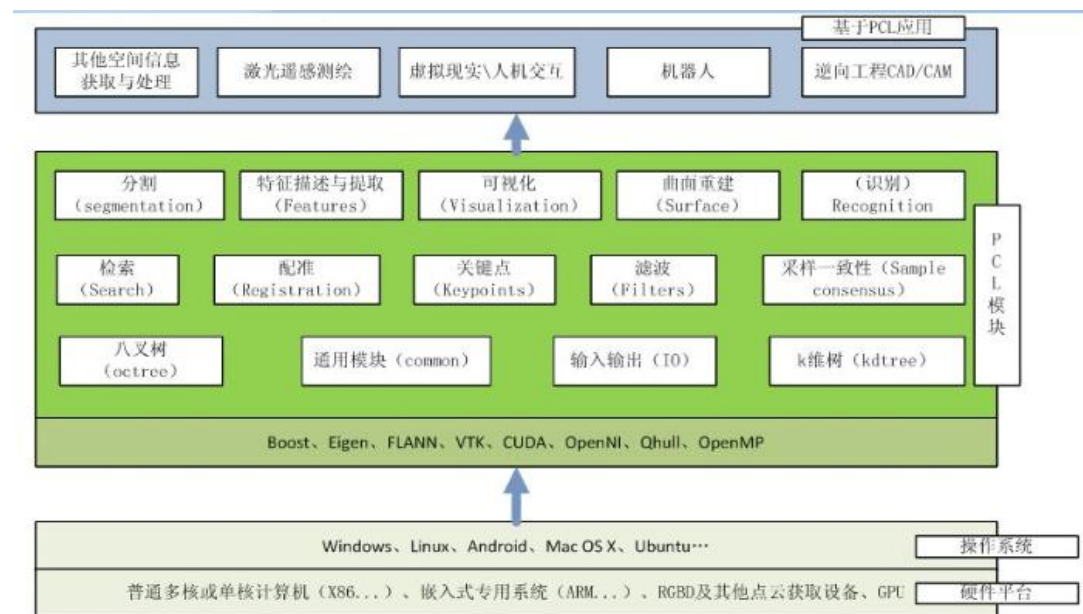 基于PCL应用
其他空间信息
获取与处理
激光遥感测绘
虚拟现实\人机交互
机器人
逆向工程CAD/CAM
分割
(segmentation)
特征描述与提取
(Features)
可视化
(Visualization)
曲面重建
(Surface)
(识别)
Recognition
检索
(Search)
配准
(Registration)
关键点
(Keypoints)
滤波
(Filters)
采样一致性（Sample
consensus)
PCL模块
八叉树
(octree)
通用模块（common)
输入输出（IO)
k维树（kdtree)
Boost、Eigen、FLANN、VTK、CUDA、OpenNI、Qhull、OpenMP
Windows、Linux、Android、Mac OS X、Ubuntu…
操作系统
普通多核或单核计算机（X86...)、嵌入式专用系统（ARM...)、RGBD及其他点云获取设备、GPU
硬件平台